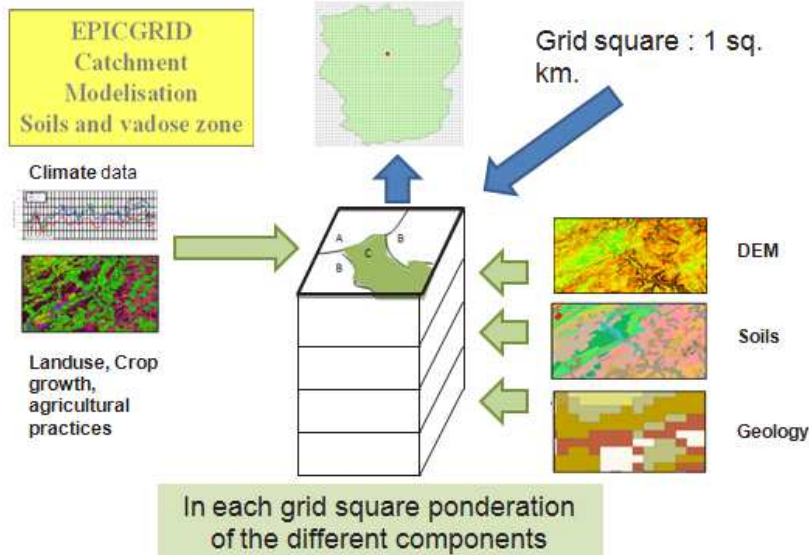 EPICGRID
Catchment
Modelisation
Soils and vadose zone
Grid square : 1 sq.
km.
Climate data
A
B
C
B
DEM
Soils
Landuse, Crop
growth,
agricultural
practices
Geology
In each grid square ponderation
of the different components